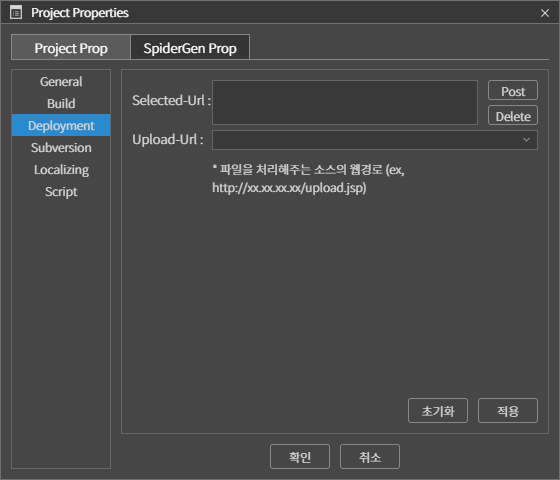 Project Properties
Project Prop
SpiderGen Prop
General
Build
Deployment
Subversion
Localizing
Script
Selected-Url :
Post
Delete
Upload-Url :
* 파일을 처리해주는 소스의 웹경로 (ex,
http://xx.xx.xx.xx/upload.jsp)
초기화
적용
확인
취소